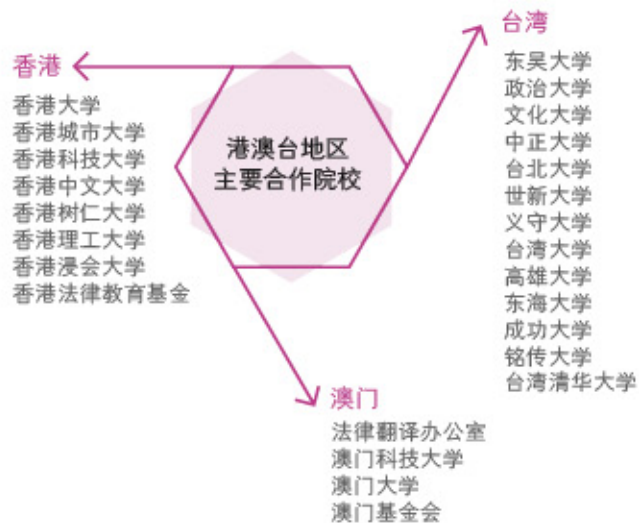 港澳台地区
主要合作院校
香港
香港大学
香港城市大学
香港科技大学
香港中文大学
香港树仁大学
香港理工大学
香港浸会大学
香港法律教育基金
台湾
东吴大学
政治大学
文化大学
中正大学
台北大学
世新大学
义守大学
台湾大学
高雄大学
东海大学
成功大学
铭传大学
台湾清华大学
澳门
法律翻译办公室
澳门科技大学
澳门大学
澳门基金会